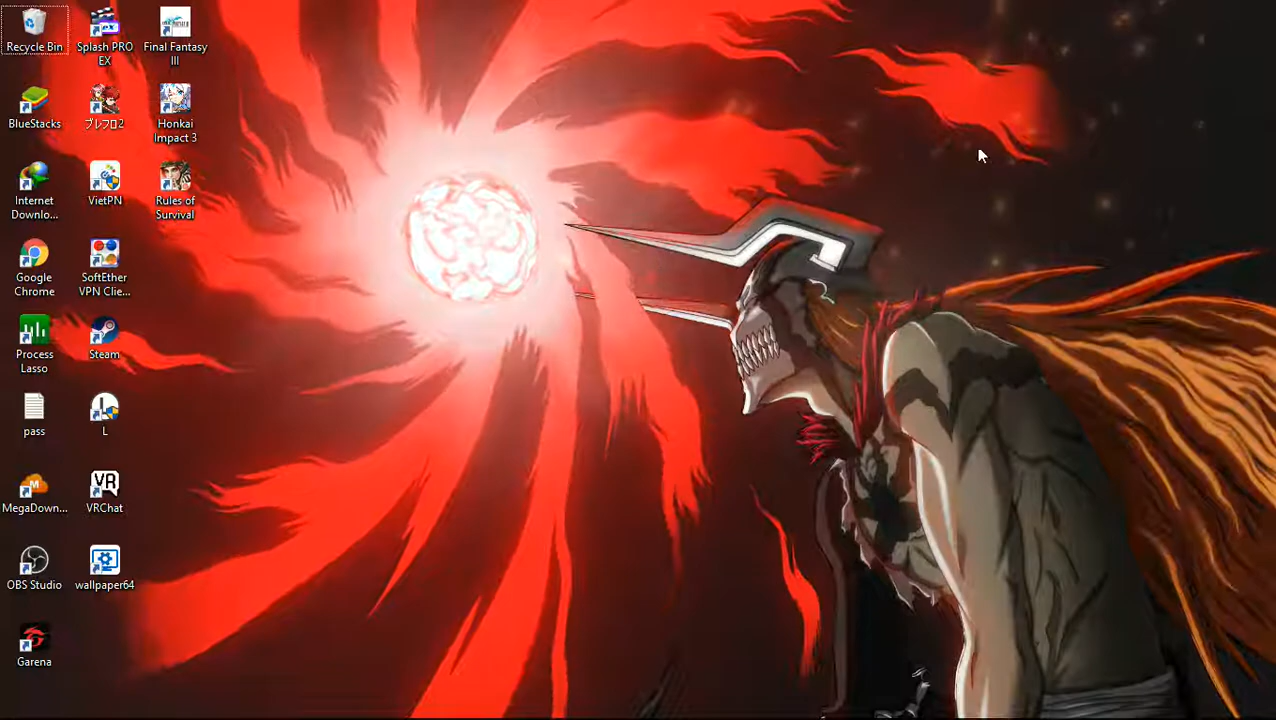 Recycle Bin
Splash PRO
EX
Final Fantasy
III
BlueStacks
ブレフロ2
Honkai
Impact 3
Internet
Downlo...
VietPN
Rules of
Survival
Google
Chrome
SoftEther
VPN Clie...
Process
Lasso
Steam
pass
L
MegaDown...
VR
VRChat
OBS Studio
wallpaper64
Garena